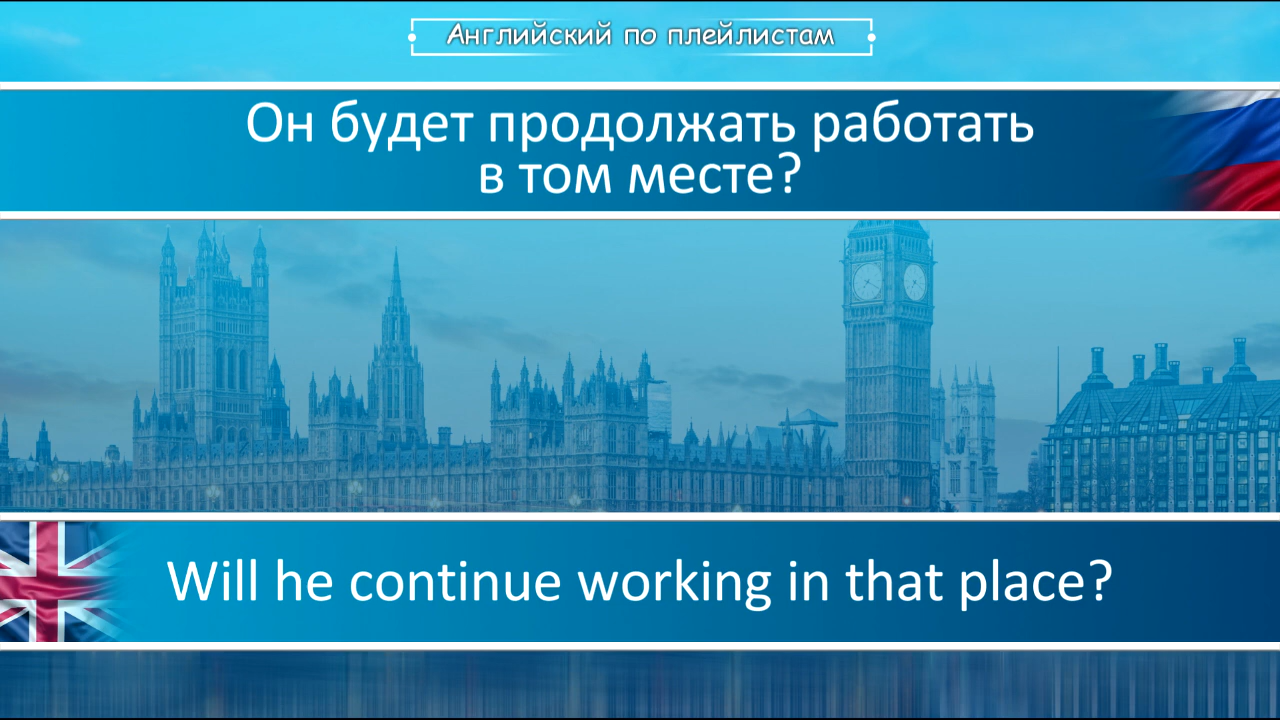 Английский по плейлистам
Он будет продолжать работать
в том месте?
Will he continue working in that place?